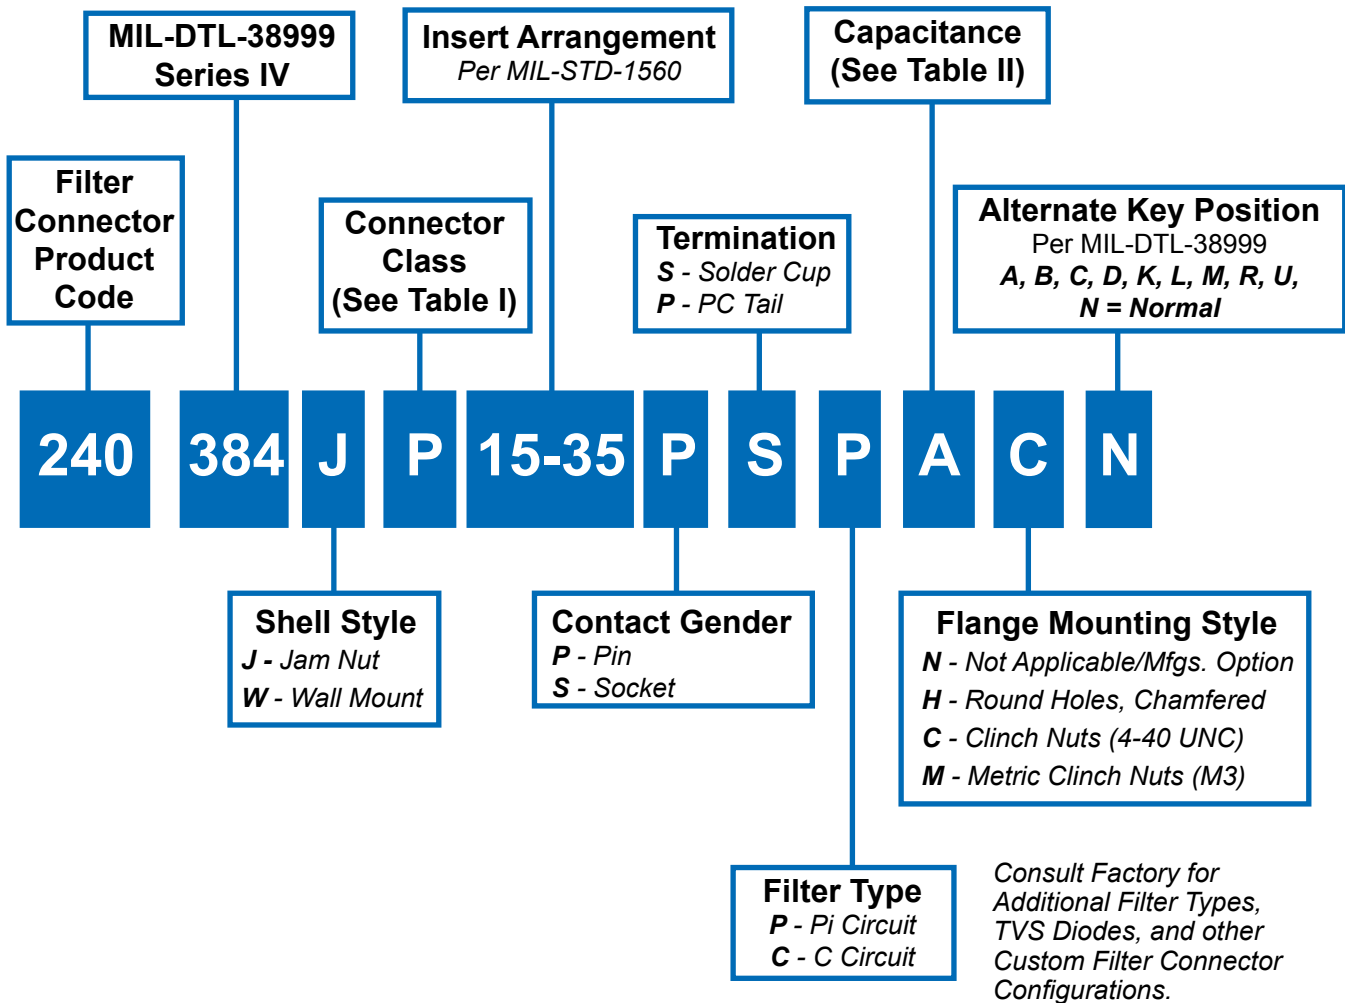 MIL-DTL-38999
Series IV
Insert Arrangement
Per MIL-STD-1560
Capacitance
(See Table II)
Filter
Connector
Product
Code
Connector
Class
(See Table I)
Termination
S - Solder Cup
P - PC Tail
Alternate Key Position
Per MIL-DTL-38999
A, B, C, D, K, L, M, R, U,
N = Normal
240 384 J P 15-35 P S P A C N
Shell Style
J - Jam Nut
W - Wall Mount
Contact Gender
P - Pin
S - Socket
Flange Mounting Style
N - Not Applicable/Mfgs. Option
H - Round Holes, Chamfered
C - Clinch Nuts (4-40 UNC)
M - Metric Clinch Nuts (M3)
Filter Type
P - Pi Circuit
C - C Circuit
Consult Factory for
Additional Filter Types,
TVS Diodes, and other
Custom Filter Connector
Configurations.